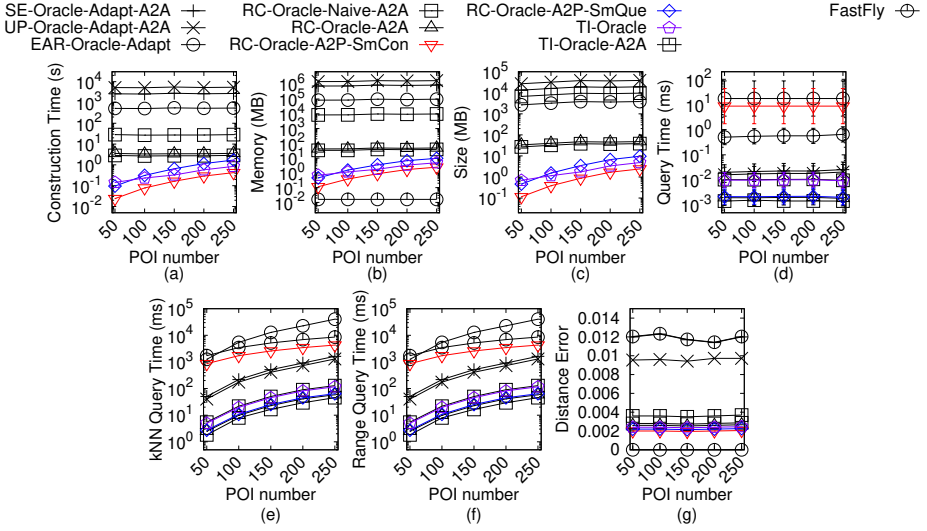 SE-Oracle-Adapt-A2A
UP-Oracle-Adapt-A2A
EAR-Oracle-Adapt
RC-Oracle-Naive-A2A
RC-Oracle-A2A
RC-Oracle-A2P-SmCon
RC-Oracle-A2P-SmQue
TI-Oracle
TI-Oracle-A2A
FastFly
Construction Time (s)
10^4
10^3
10^2
10^1
10^0
10^-1
10^-2
50 100 150 200 250
POI number
(a)
Memory (MB)
10^6
10^5
10^4
10^3
10^2
10^1
10^0
10^-1
10^-2
50 100 150 200 250
POI number
(b)
Size (MB)
10^5
10^4
10^3
10^2
10^1
10^0
10^-1
50 100 150 200 250
POI number
(c)
Query Time (ms)
10^2
10^1
10^0
10^-1
10^-2
10^-3
50 100 150 200 250
POI number
(d)
kNN Query Time (ms)
10^5
10^4
10^3
10^2
10^1
10^0
50 100 150 200 250
POI number
(e)
Range Query Time (ms)
10^5
10^4
10^3
10^2
10^1
10^0
50 100 150 200 250
POI number
(f)
Distance Error
0.014
0.012
0.01
0.008
0.006
0.004
0.002
0
50 100 150 200 250
POI number
(g)